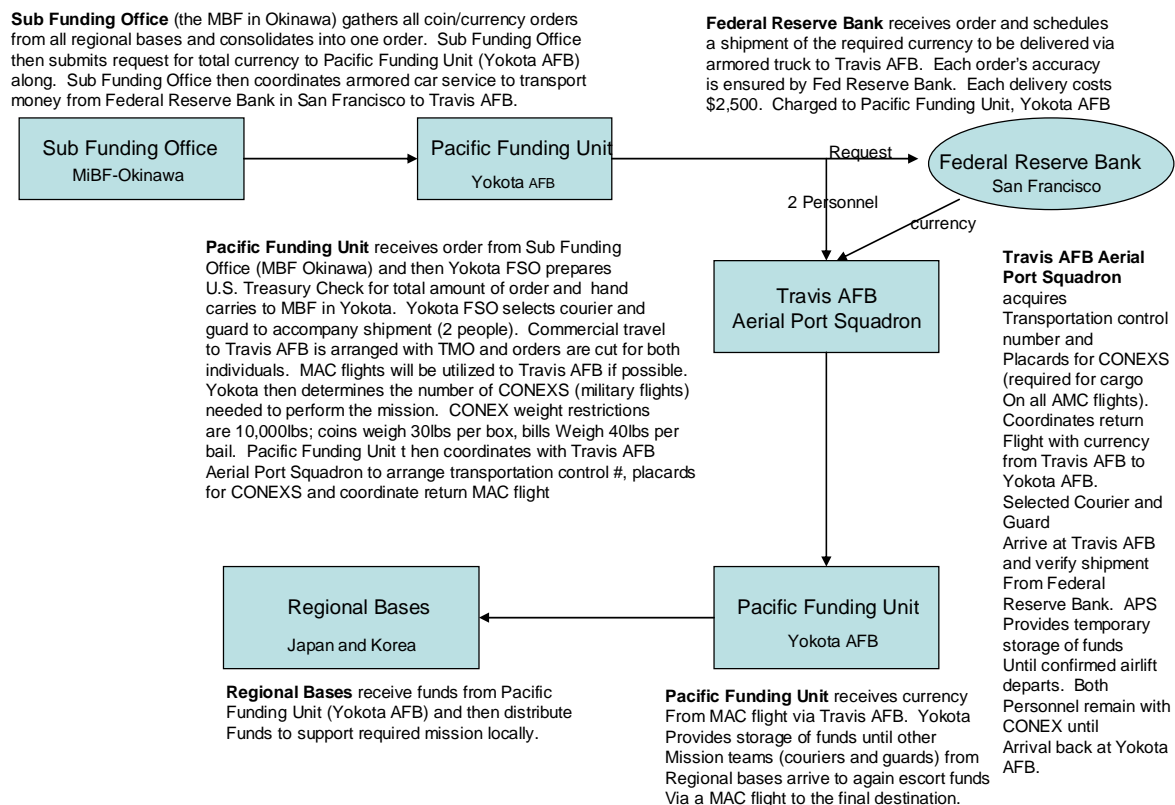 Sub Funding Office (the MBF in Okinawa) gathers all coin/currency orders
from all regional bases and consolidates into one order. Sub Funding Office
then submits request for total currency to Pacific Funding Unit (Yokota AFB)
along. Sub Funding Office then coordinates armored car service to transport
money from Federal Reserve Bank in San Francisco to Travis AFB.
Federal Reserve Bank receives order and schedules
a shipment of the required currency to be delivered via
armored truck to Travis AFB. Each order's accuracy
is ensured by Fed Reserve Bank. Each delivery costs
$2,500. Charged to Pacific Funding Unit, Yokota AFB
Sub Funding Office
MiBF-Okinawa
Pacific Funding Unit
Yokota AFB
Request
Federal Reserve Bank
San Francisco
2 Personnel
currency
Pacific Funding Unit receives order from Sub Funding
Office (MBF Okinawa) and then Yokota FSO prepares
U.S. Treasury Check for total amount of order and hand
carries to MBF in Yokota. Yokota FSO selects courier and
guard to accompany shipment (2 people). Commercial travel
to Travis AFB is arranged with TMO and orders are cut for both
individuals. MAC flights will be utilized to Travis AFB if possible.
Yokota then determines the number of CONEXS (military flights)
needed to perform the mission. CONEX weight restrictions
are 10,000lbs; coins weigh 30lbs per box, bills Weigh 40lbs per
bail. Pacific Funding Unit t hen coordinates with Travis AFB
Aerial Port Squadron to arrange transportation control #, placards
for CONEXS and coordinate return MAC flight
Travis AFB
Aerial Port Squadron
Travis AFB Aerial
Port Squadron
acquires
Transportation control
number and
Placards for CONEXS
(required for cargo
On all AMC flights).
Coordinates return
Flight with currency
from Travis AFB to
Yokota AFB.
Selected Courier and
Guard
Arrive at Travis AFB
and verify shipment
From Federal
Reserve Bank. APS
Provides temporary
storage of funds
Until confirmed airlift
departs. Both
Personnel remain with
CONEX until
Arrival back at Yokota
AFB.
Regional Bases
Japan and Korea
Pacific Funding Unit
Yokota AFB
Regional Bases receive funds from Pacific
Funding Unit (Yokota AFB) and then distribute
Funds to support required mission locally.
Pacific Funding Unit receives currency
From MAC flight via Travis AFB. Yokota
Provides storage of funds until other
Mission teams (couriers and guards) from
Regional bases arrive to again escort funds
Via a MAC flight to the final destination.